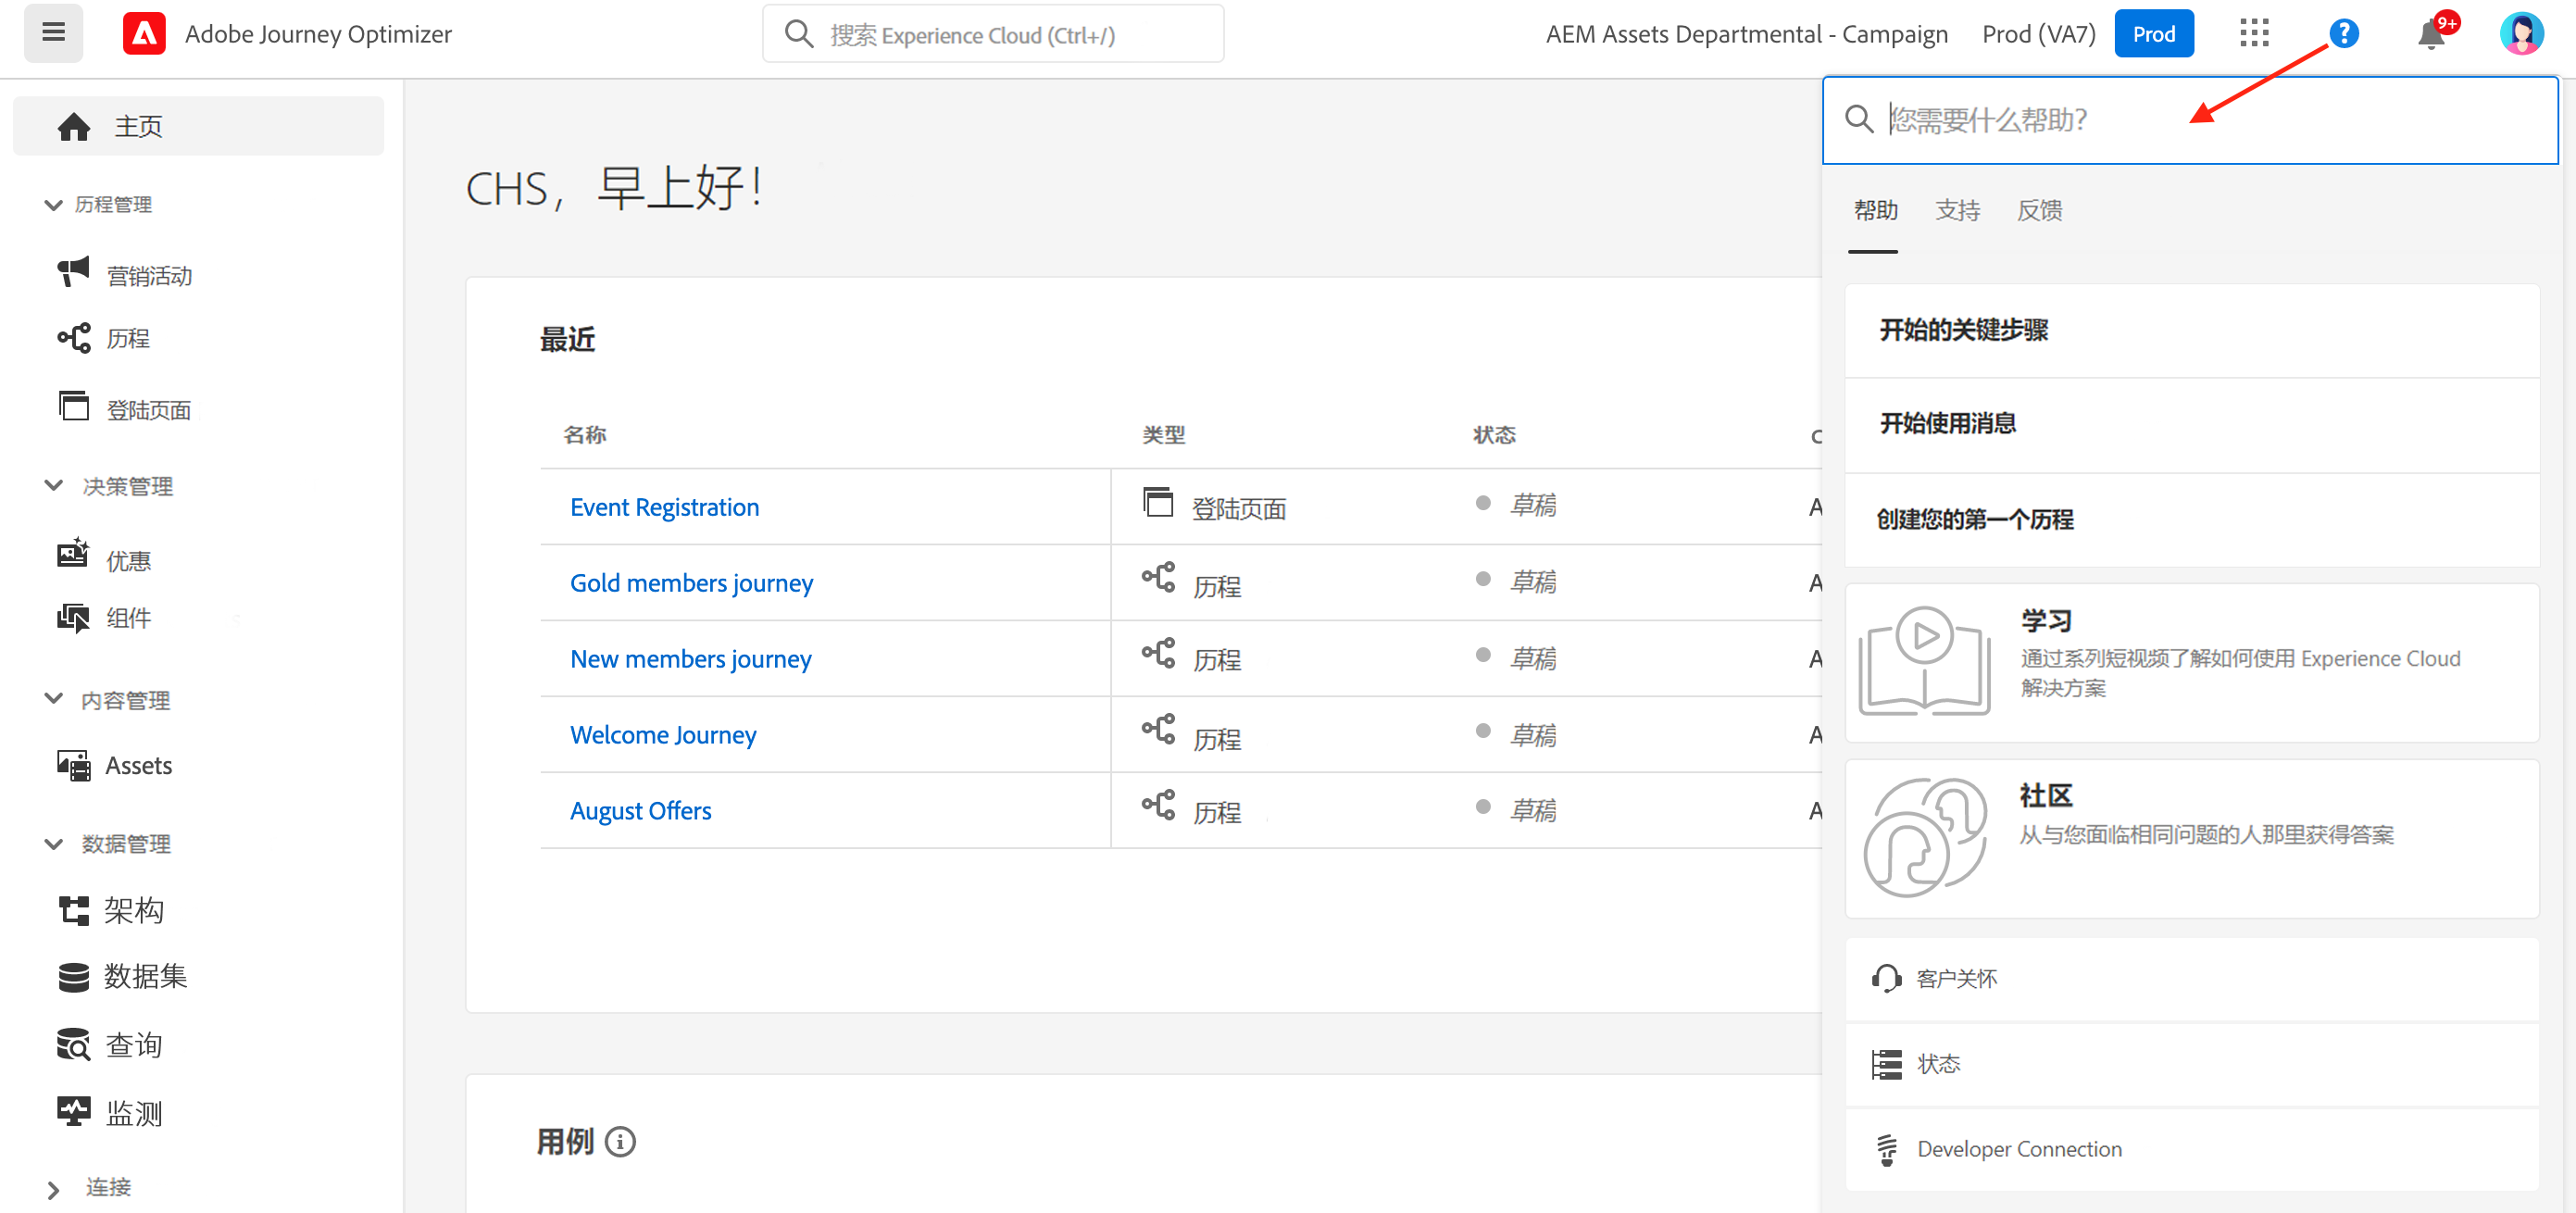 Adobe Journey Optimizer
搜索 Experience Cloud (Ctrl+/)
AEM Assets Departmental - Campaign
Prod (VA7)
Prod
?
9+
主页
历程管理
营销活动
历程
登陆页面
决策管理
优惠
组件
内容管理
Assets
数据管理
架构
数据集
查询
监测
连接
CHS，早上好！
最近
名称 类型 状态
Event Registration 登陆页面 草稿 A
Gold members journey 历程 草稿 A
New members journey 历程 草稿 A
Welcome Journey 历程 草稿 A
August Offers 历程 草稿 A
用例
您需要什么帮助？
帮助 支持 反馈
开始的关键步骤
开始使用消息
创建您的第一个历程
学习
通过系列短视频了解如何使用 Experience Cloud
解决方案
社区
从与您面临相同问题的人那里获得答案
客户关怀
状态
Developer Connection